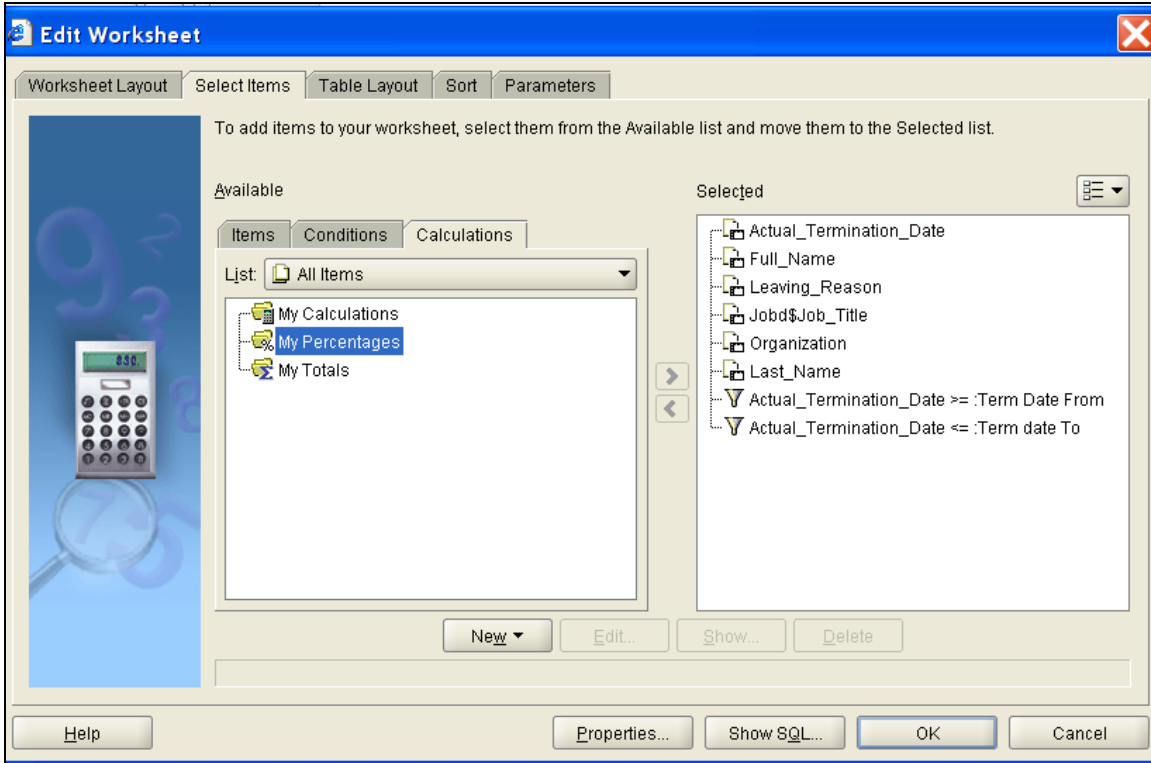 Edit Worksheet
Worksheet Layout Select Items Table Layout Sort Parameters
To add items to your worksheet, select them from the Available list and move them to the Selected list.
Available
Selected
Items Conditions Calculations
List: All Items
My Calculations
My Percentages
My Totals
Actual_Termination_Date
Full_Name
Leaving_Reason
Jobd$Job_Title
Organization
Last_Name
Actual_Termination_Date >= :Term Date From
Actual_Termination_Date <= :Term date To
New Edit... Show... Delete
Help Properties... Show SQL... OK Cancel